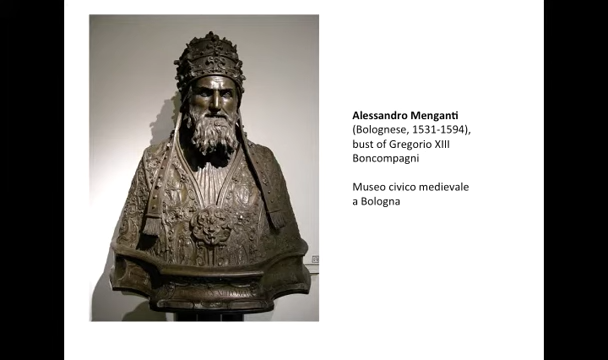 Alessandro Menganti
(Bolognese, 1531-1594),
bust of Gregorio XIII
Boncompagni
Museo civico medievale
a Bologna